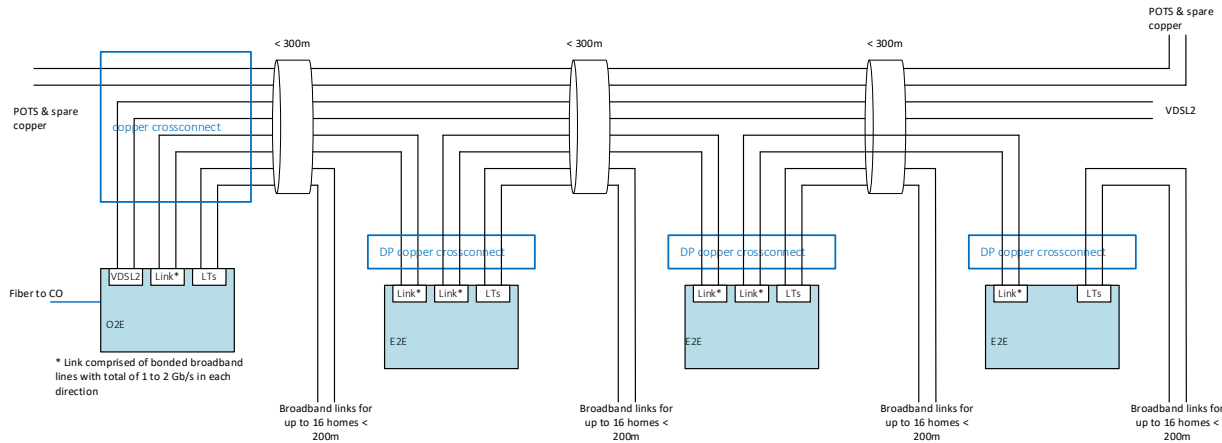 POTS & spare
copper
< 300m
< 300m
< 300m
POTS & spare
copper
copper crossconnect
VDSL2
DP copper crossconnect
DP copper crossconnect
DP copper crossconnect
VDSL2
Link*
LTs
Link*
Link*
LTs
Link*
Link*
LTs
Link*
LTs
Fiber to CO
O2E
E2E
E2E
E2E
* Link comprised of bonded broadband
lines with total of 1 to 2 Gb/s in each
direction
Broadband links for
up to 16 homes <
200m
Broadband links for
up to 16 homes <
200m
Broadband links for
up to 16 homes <
200m
Broadband links for
up to 16 homes <
200m